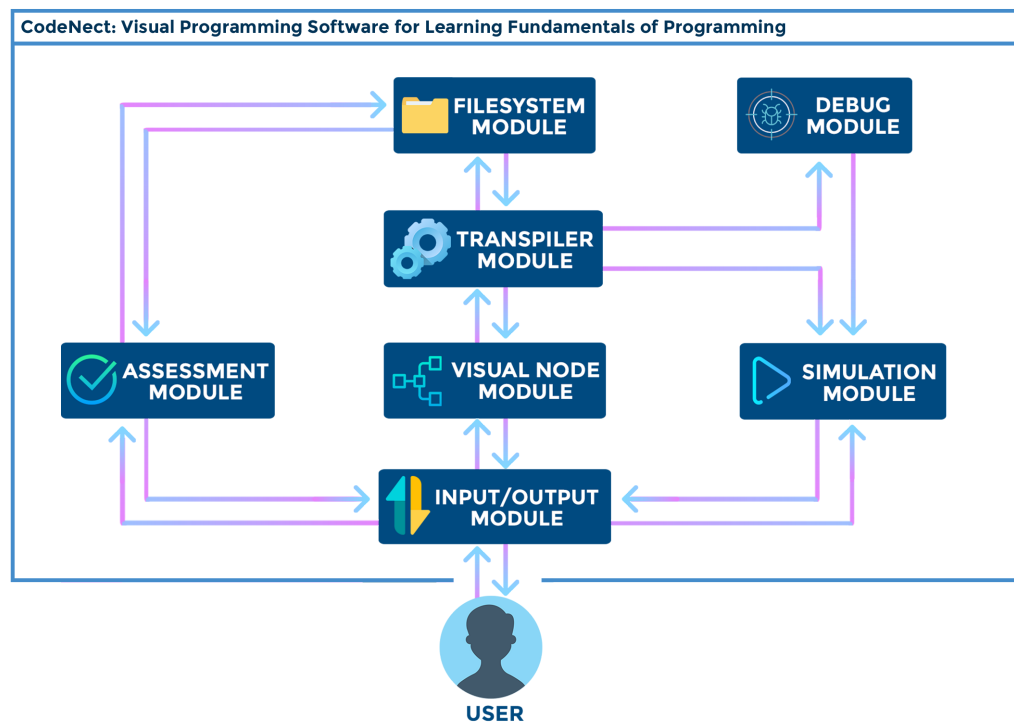 CodeNect: Visual Programming Software for Learning Fundamentals of Programming
FILESYSTEM
MODULE
DEBUG
MODULE
TRANSPILER
MODULE
ASSESSMENT
MODULE
VISUAL NODE
MODULE
SIMULATION
MODULE
INPUT/OUTPUT
MODULE
USER